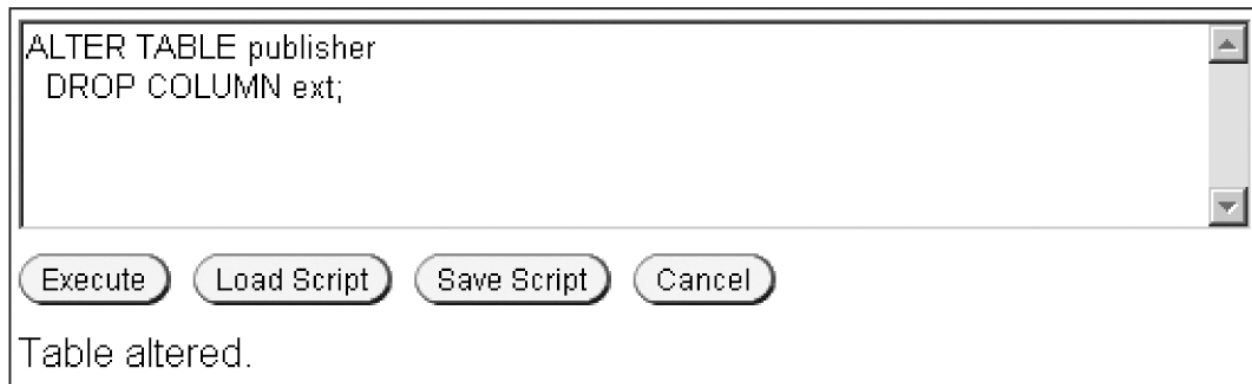 ALTER TABLE publisher
DROP COLUMN ext;
Execute Load Script Save Script Cancel
Table altered.